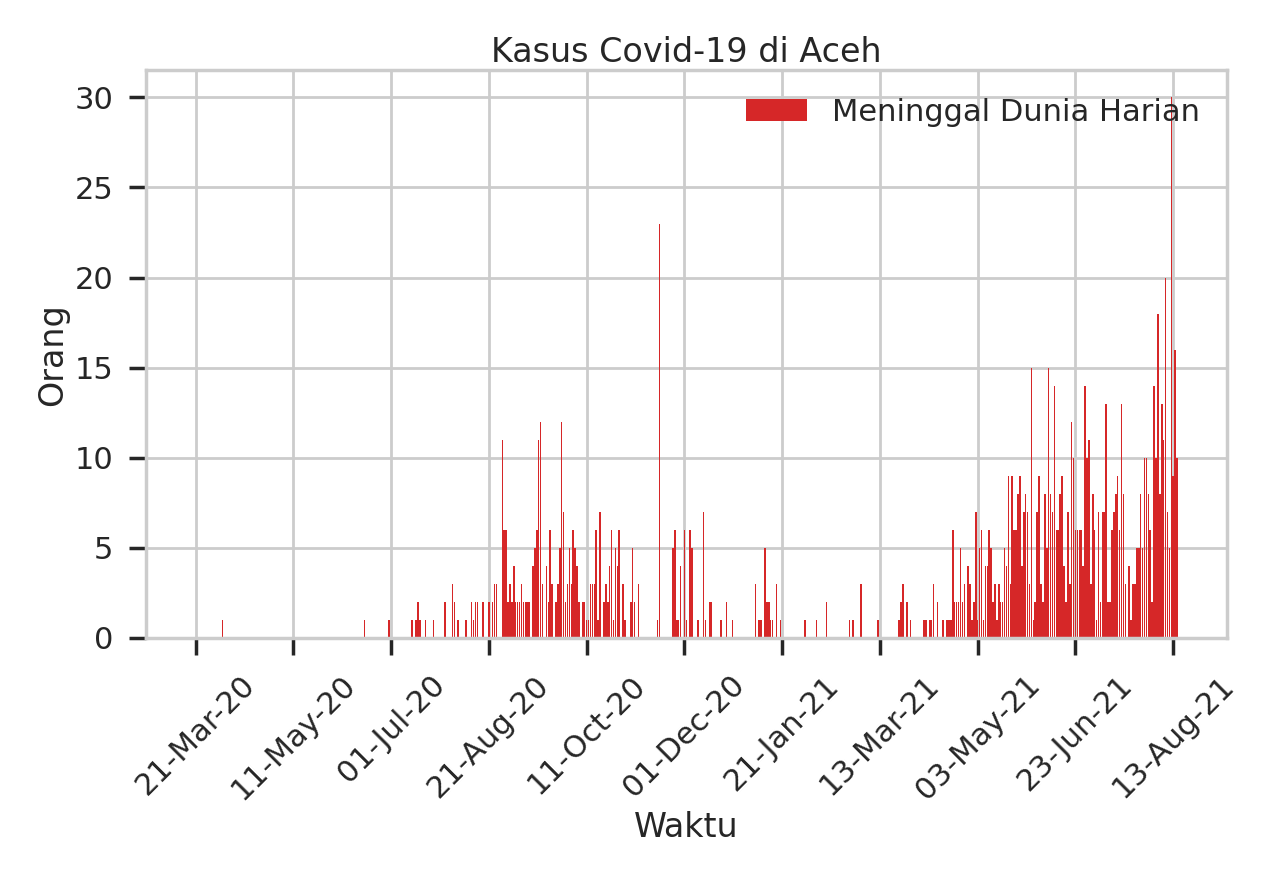 Kasus Covid-19 di Aceh
Meninggal Dunia Harian
30
25
20
15
10
5
0
Orang
21-Mar-20
11-May-20
01-Jul-20
21-Aug-20
11-Oct-20
01-Dec-20
21-Jan-21
13-Mar-21
03-May-21
23-Jun-21
13-Aug-21
Waktu